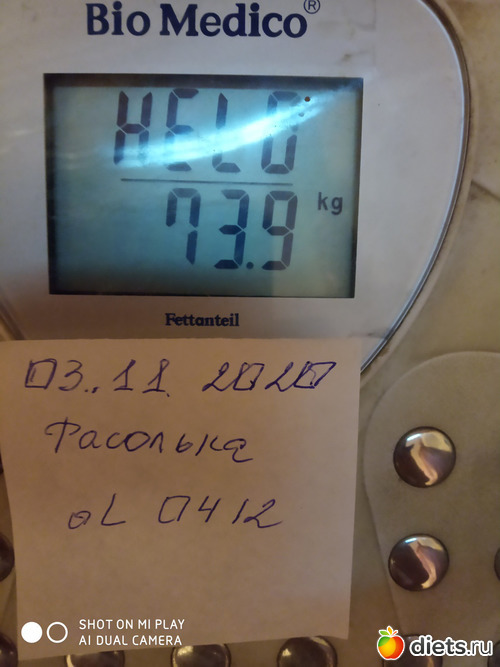 Bio Medico®
HELO
73.9 kg
Fettanteil
03.. 11. 2020
Фасолька
оL 0412
SHOT ON MI PLAY
AI DUAL CAMERA
diets.ru